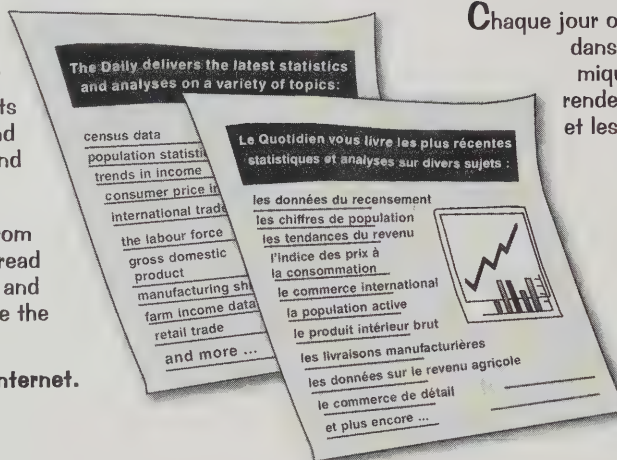 ts
nd
nd
rom
read
and
e the
nternet.
The Daily delivers the latest statistics
and analyses on a variety of topics:
census data
population
trends in income
consumer price
international trade
the labour force
gross domestic
product
manufacturing
farm income data
retail trade
and more ...
Le Quotidien vous livre les plus récentes
statistiques et analyses sur divers sujets :
les données du recensement
les chiffres de population
les tendances du revenu
l'indice des prix à
la consommation
le commerce international
la population active
le produit intérieur brut
les livraisons manufacturières
les données sur le revenu agricole
le commerce de détail
et plus encore ...
Chaque jour o
dans
miqu
rende
et les